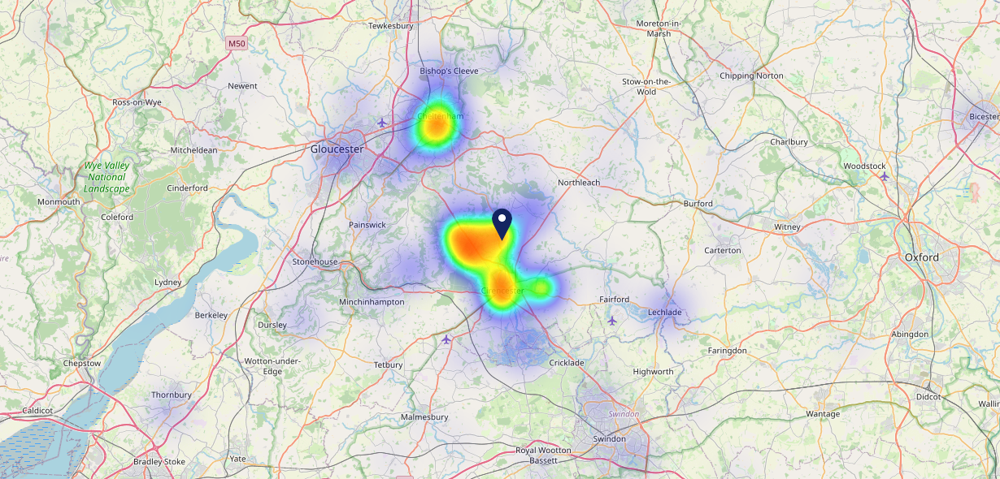 Tewkesbury
Moreton-in-
Marsh
M50
Bishop's Cleeve
Chipping Norton
Newent
Stow-on-the-
Wold
Ross-on-Wye
Cheltenham
Bicester
Gloucester
Mitcheldean
Charlbury
Wye Valley
National
Landscape
Woodstock
Northleach
Cinderford
Monmouth
Burford
Coleford
Painswick
Witney
Carterton
Stonehouse
Oxford
Lydney
Cirencester
Minchinhampton
Fairford
Lechlade
Berkeley
Dursley
Abingdon
Faringdon
Chepstow
Wotton-under-
Edge
Tetbury
Cricklade
Highworth
Thornbury
Didcot
Caldicot
Wallin
Malmesbury
Swindon
Wantage
Swindon
Royal Wootton
Bassett
Yate
Bradley Stoke